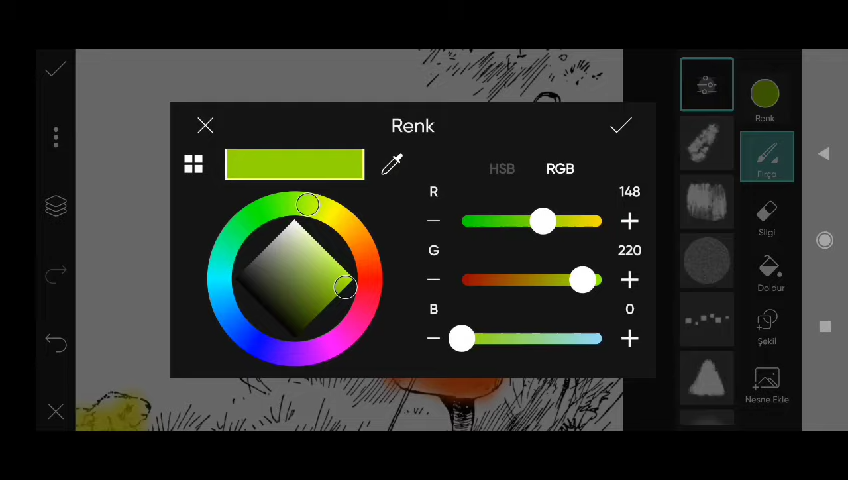 Renk
HSB RGB
R 148
G 220
B 0
Renk
Fırça
Silgi
Doldur
Şekil
Nesne Ekle